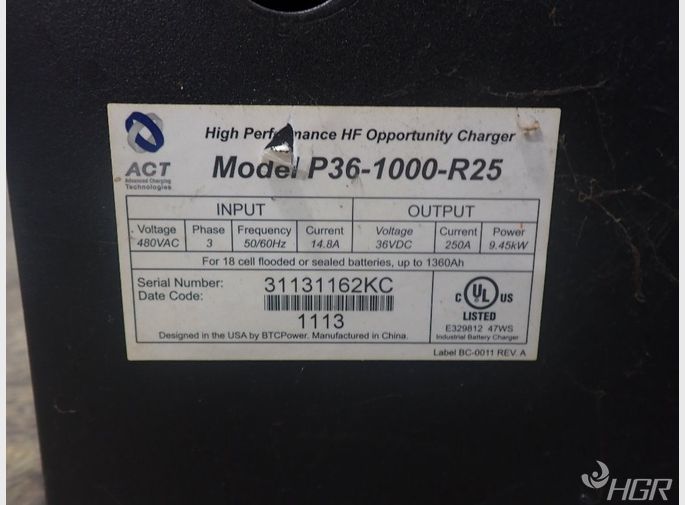 High Performance HF Opportunity Charger
Model P36-1000-R25
ACT
Advanced Charging
Technologies
INPUT OUTPUT
Voltage Phase Frequency Current Voltage Current Power
480VAC 3 50/60Hz 14.8A 36VDC 250A 9.45kW
For 18 cell flooded or sealed batteries, up to 1360Ah
Serial Number: 31131162KC
Date Code:
1113
Designed in the USA by BTCPower. Manufactured in China.
C UL US
LISTED
E329812 47WS
Industrial Battery Charger
Label BC-0011 REV. A
HGR